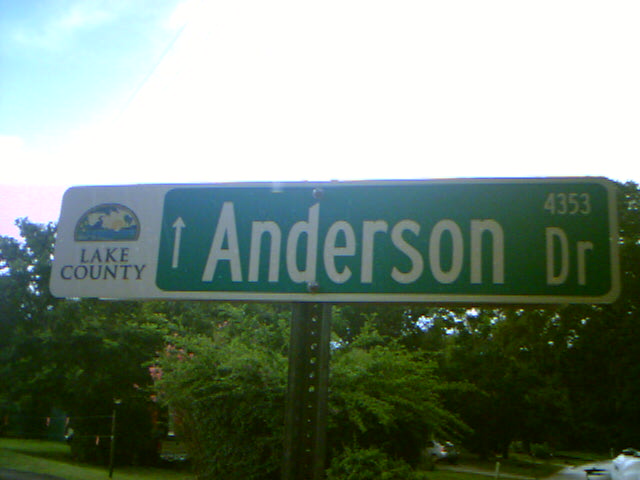 LAKE
COUNTY
↑ Anderson Dr
4353